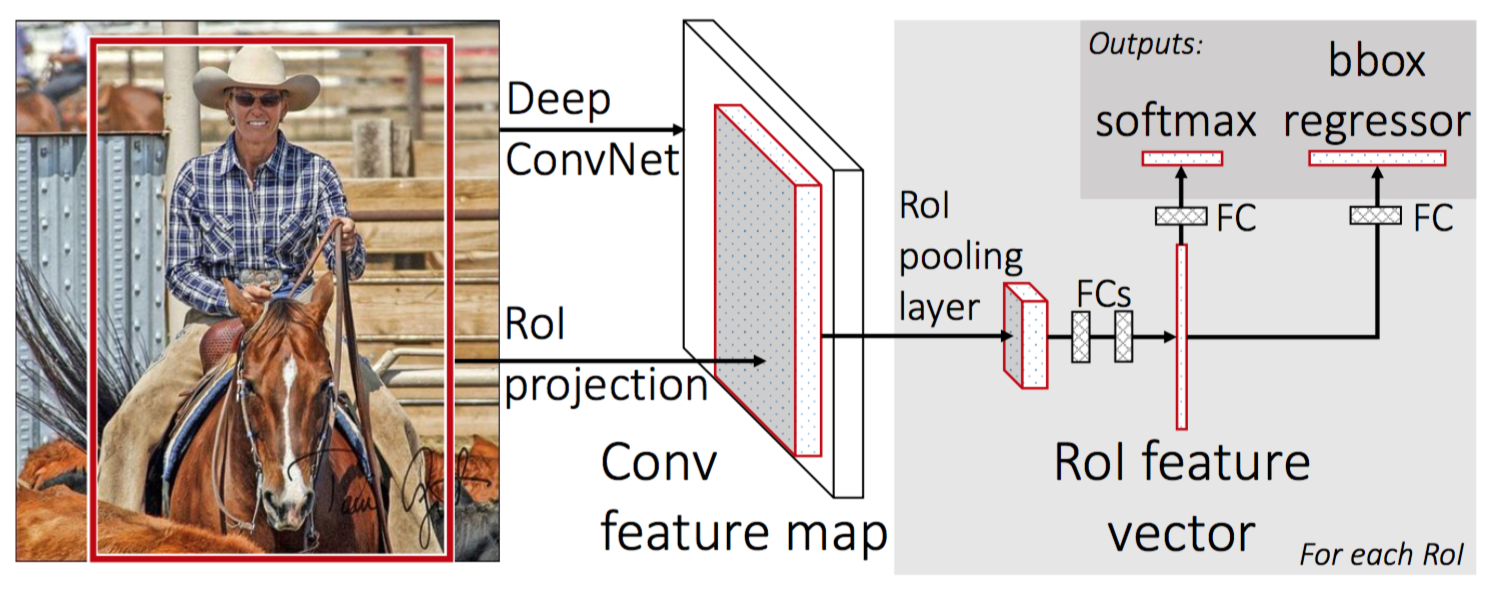 Deep
ConvNet
RoI
projection
Conv
feature map
RoI
pooling
layer
FCs
Outputs:
softmax
bbox
regressor
FC
FC
RoI feature
vector
For each RoI